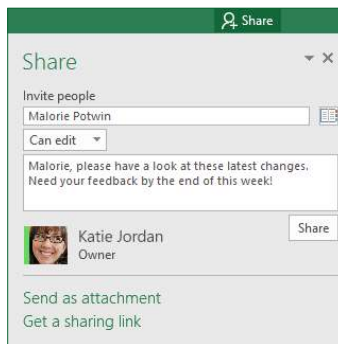 Share
Share
Invite people
Malorie Potwin
Can edit
Malorie, please have a look at these latest changes.
Need your feedback by the end of this week!
Share
Katie Jordan
Owner
Send as attachment
Get a sharing link